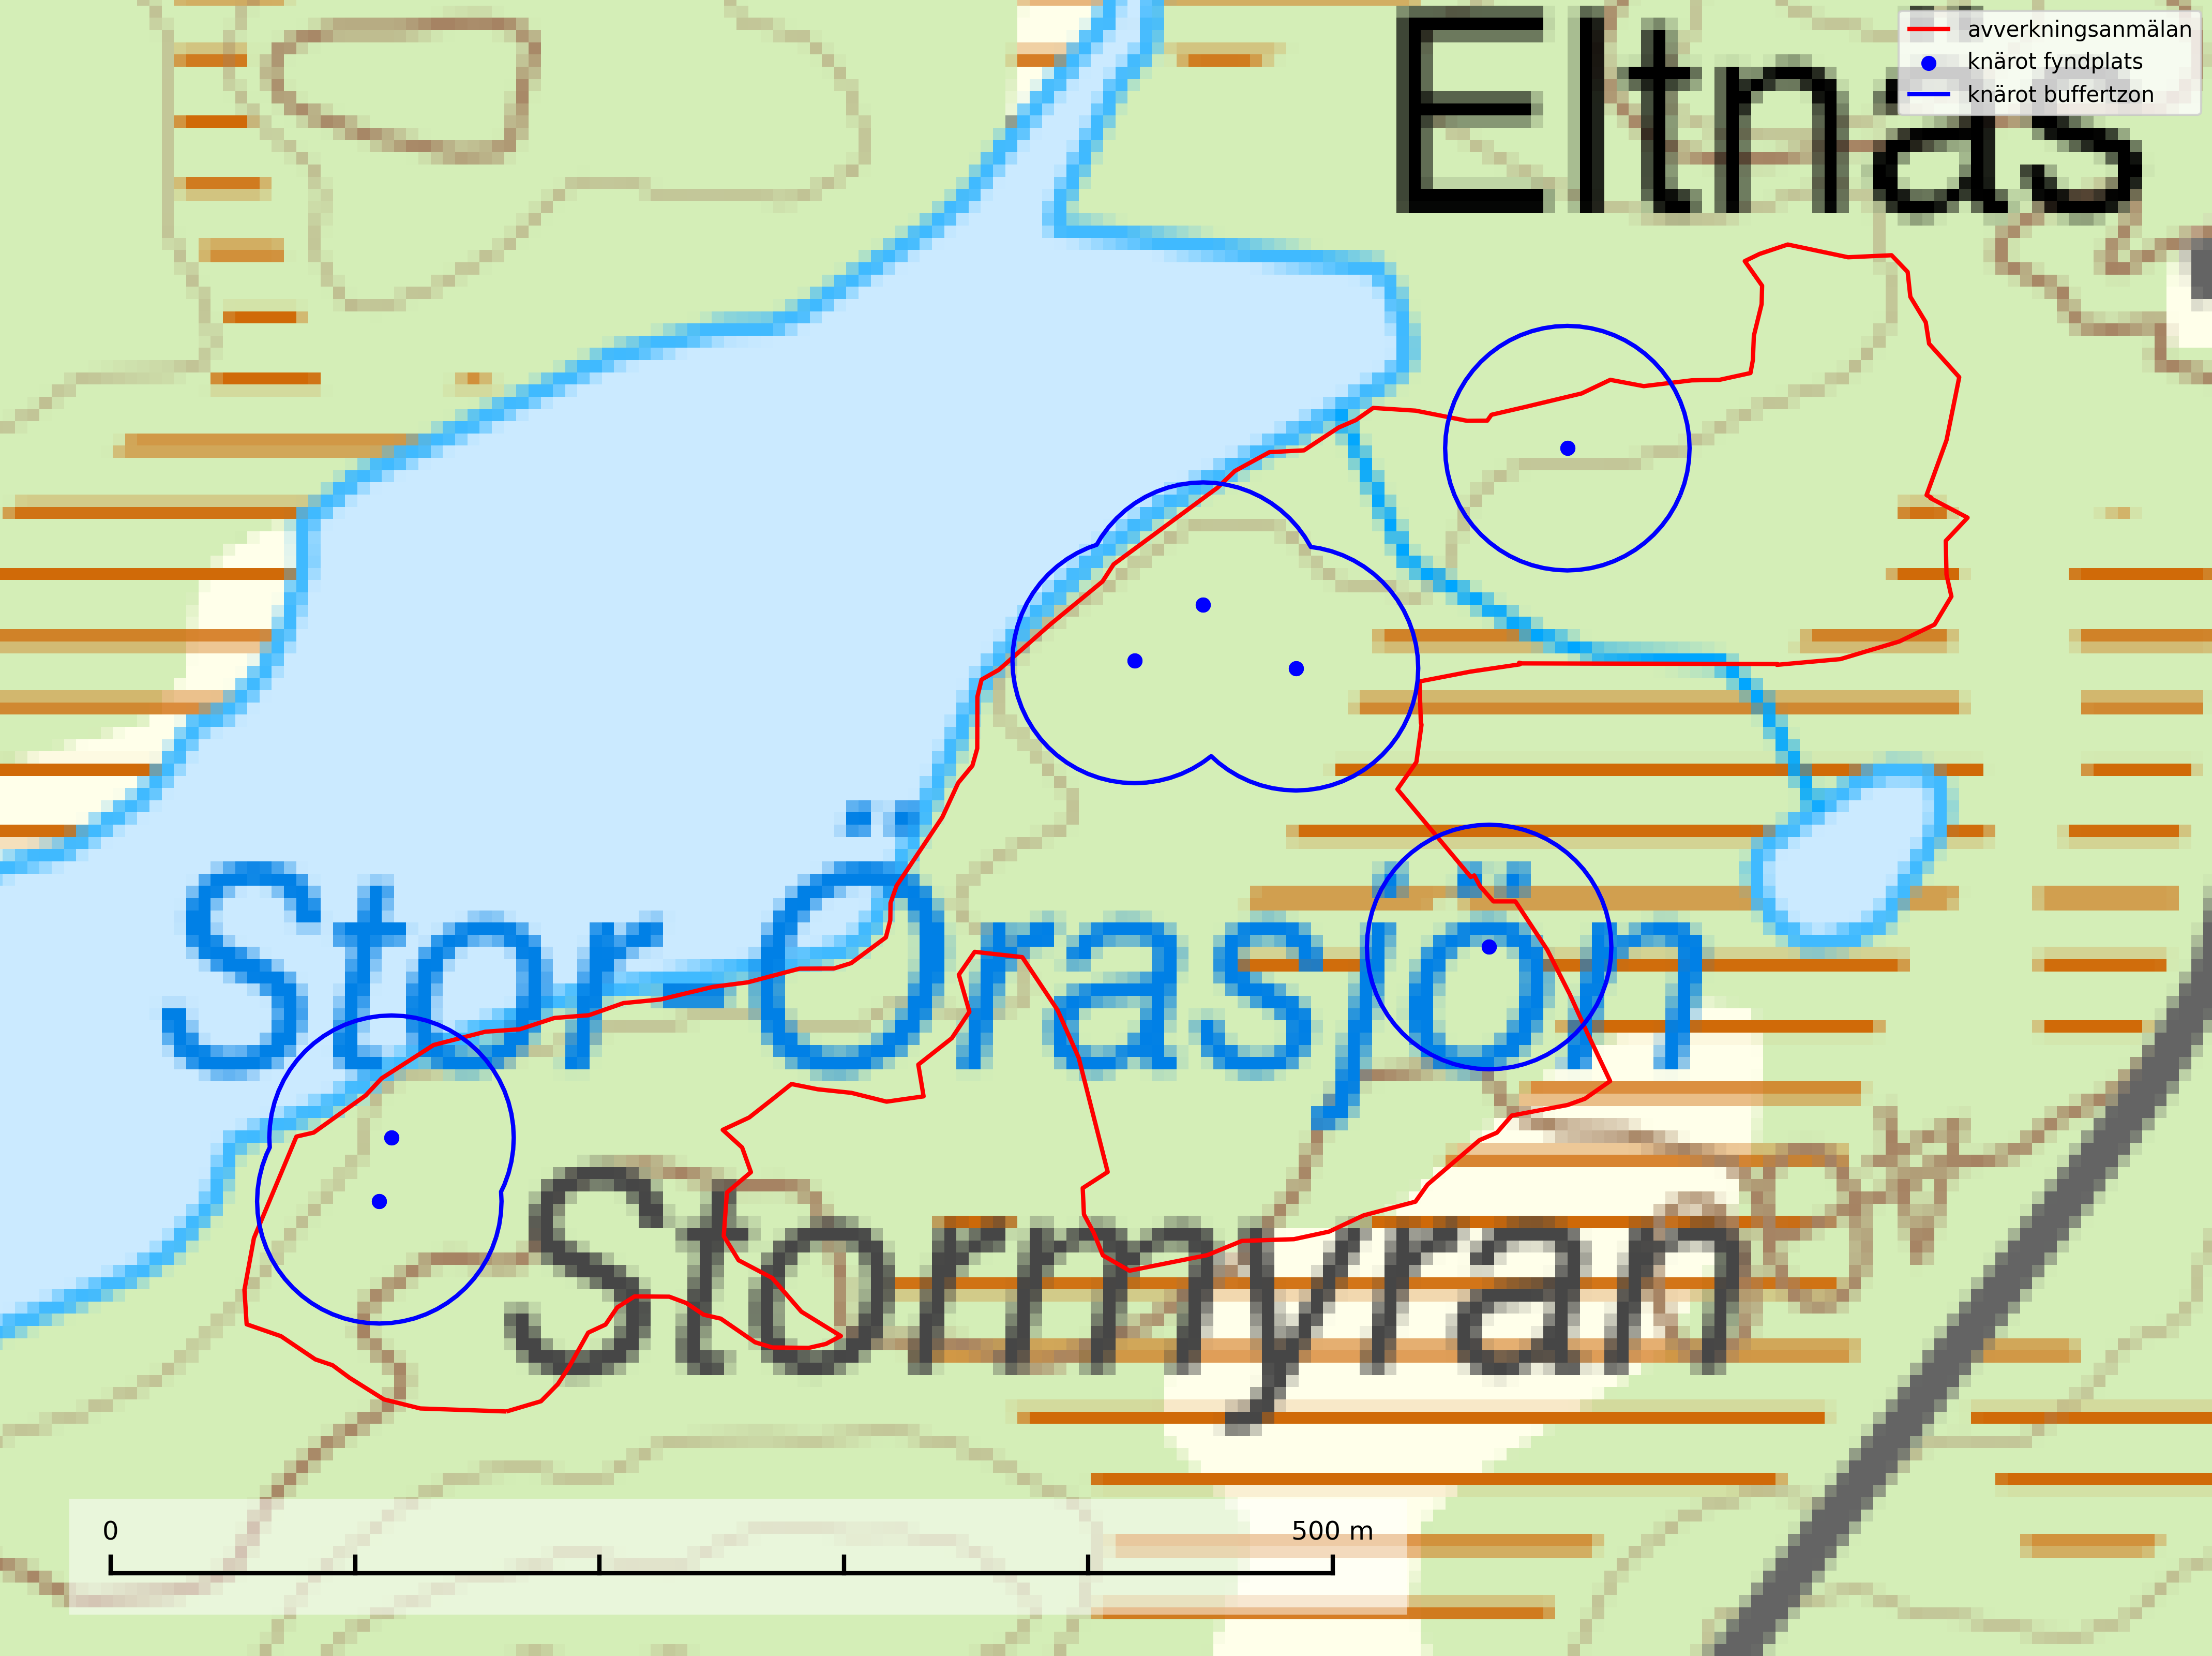 Eltnäs
avverkningsanmälan
knärot fyndplats
knärot buffertzon
Stor-Örasjön
Stormyran
0 500 m